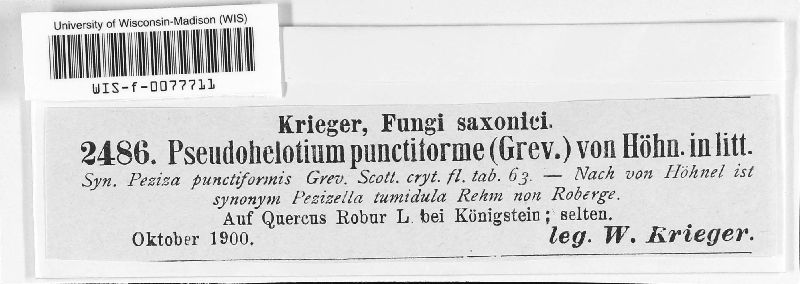 University of Wisconsin-Madison (WIS)
WIS-f-0077711
Krieger, Fungi saxonici.
2486. Pseudohelotium punctiforme (Grev.) von Höhn. in litt.
Syn. Peziza punctiformis Grev. Scott. cryt. fl. tab. 63. — Nach von Höhnel ist
synonym Pezizella tumidula Rehm non Roberge.
Auf Quercus Robur L. bei Königstein; selten.
Oktober 1900.
leg. W. Krieger.